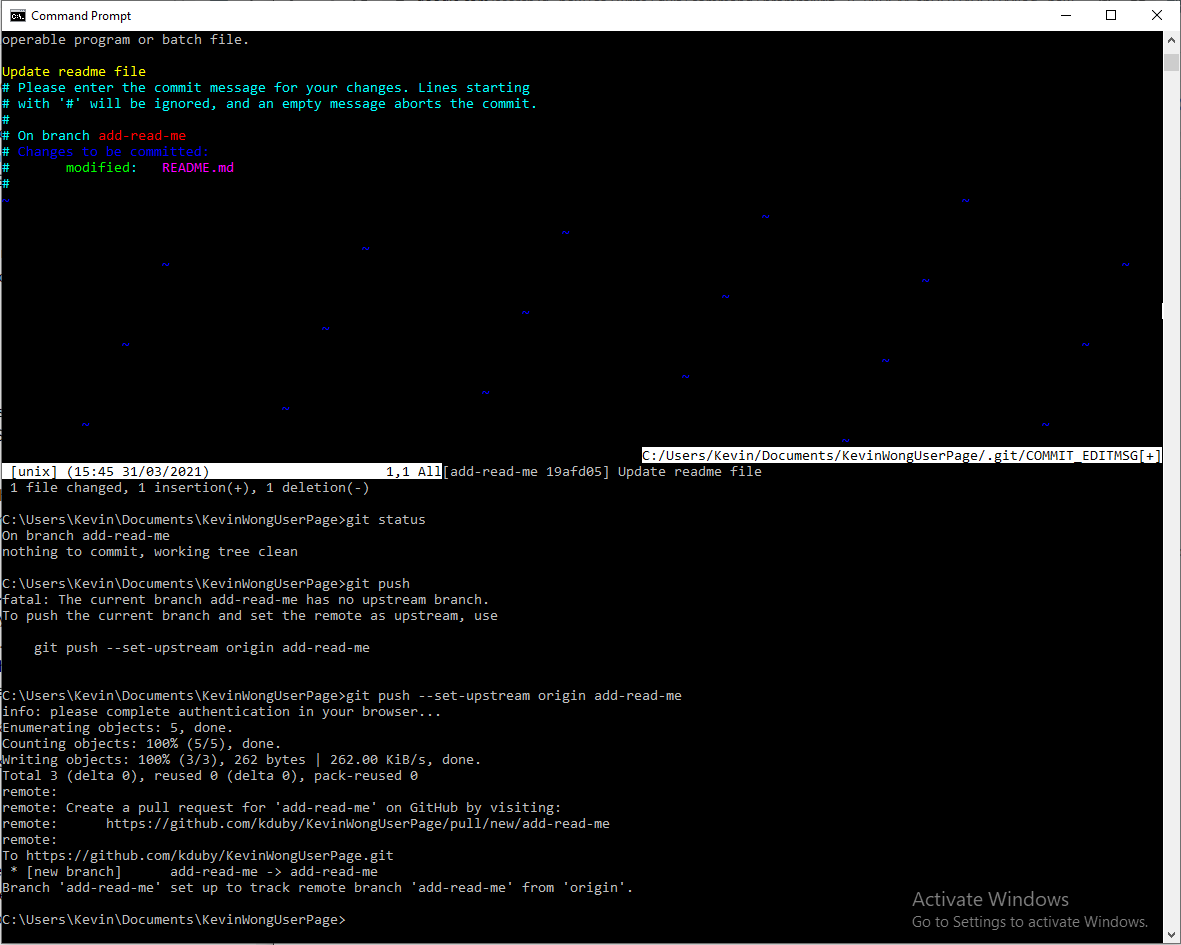 Command Prompt
operable program or batch file.
Update readme file
# Please enter the commit message for your changes. Lines starting
# with '#' will be ignored, and an empty message aborts the commit.
#
# On branch add-read-me
# Changes to be committed:
#       modified:   README.md
#
~ ~
~
~
~
~ ~
~
~
~
~
~ ~
~
~
~
~
~ ~
~
C:/Users/Kevin/Documents/KevinWongUserPage/.git/COMMIT_EDITMSG[+]
[unix] (15:45 31/03/2021) 1,1 All[add-read-me 19afd05] Update readme file
1 file changed, 1 insertion(+), 1 deletion(-)
C:\Users\Kevin\Documents\KevinWongUserPage>git status
On branch add-read-me
nothing to commit, working tree clean
C:\Users\Kevin\Documents\KevinWongUserPage>git push
fatal: The current branch add-read-me has no upstream branch.
To push the current branch and set the remote as upstream, use
    git push --set-upstream origin add-read-me
C:\Users\Kevin\Documents\KevinWongUserPage>git push --set-upstream origin add-read-me
info: please complete authentication in your browser...
Enumerating objects: 5, done.
Counting objects: 100% (5/5), done.
Writing objects: 100% (3/3), 262 bytes | 262.00 KiB/s, done.
Total 3 (delta 0), reused 0 (delta 0), pack-reused 0
remote:
remote: Create a pull request for 'add-read-me' on GitHub by visiting:
remote:      https://github.com/kduby/KevinWongUserPage/pull/new/add-read-me
remote:
To https://github.com/kduby/KevinWongUserPage.git
 * [new branch]      add-read-me -> add-read-me
Branch 'add-read-me' set up to track remote branch 'add-read-me' from 'origin'.
C:\Users\Kevin\Documents\KevinWongUserPage>
Activate Windows
Go to Settings to activate Windows.